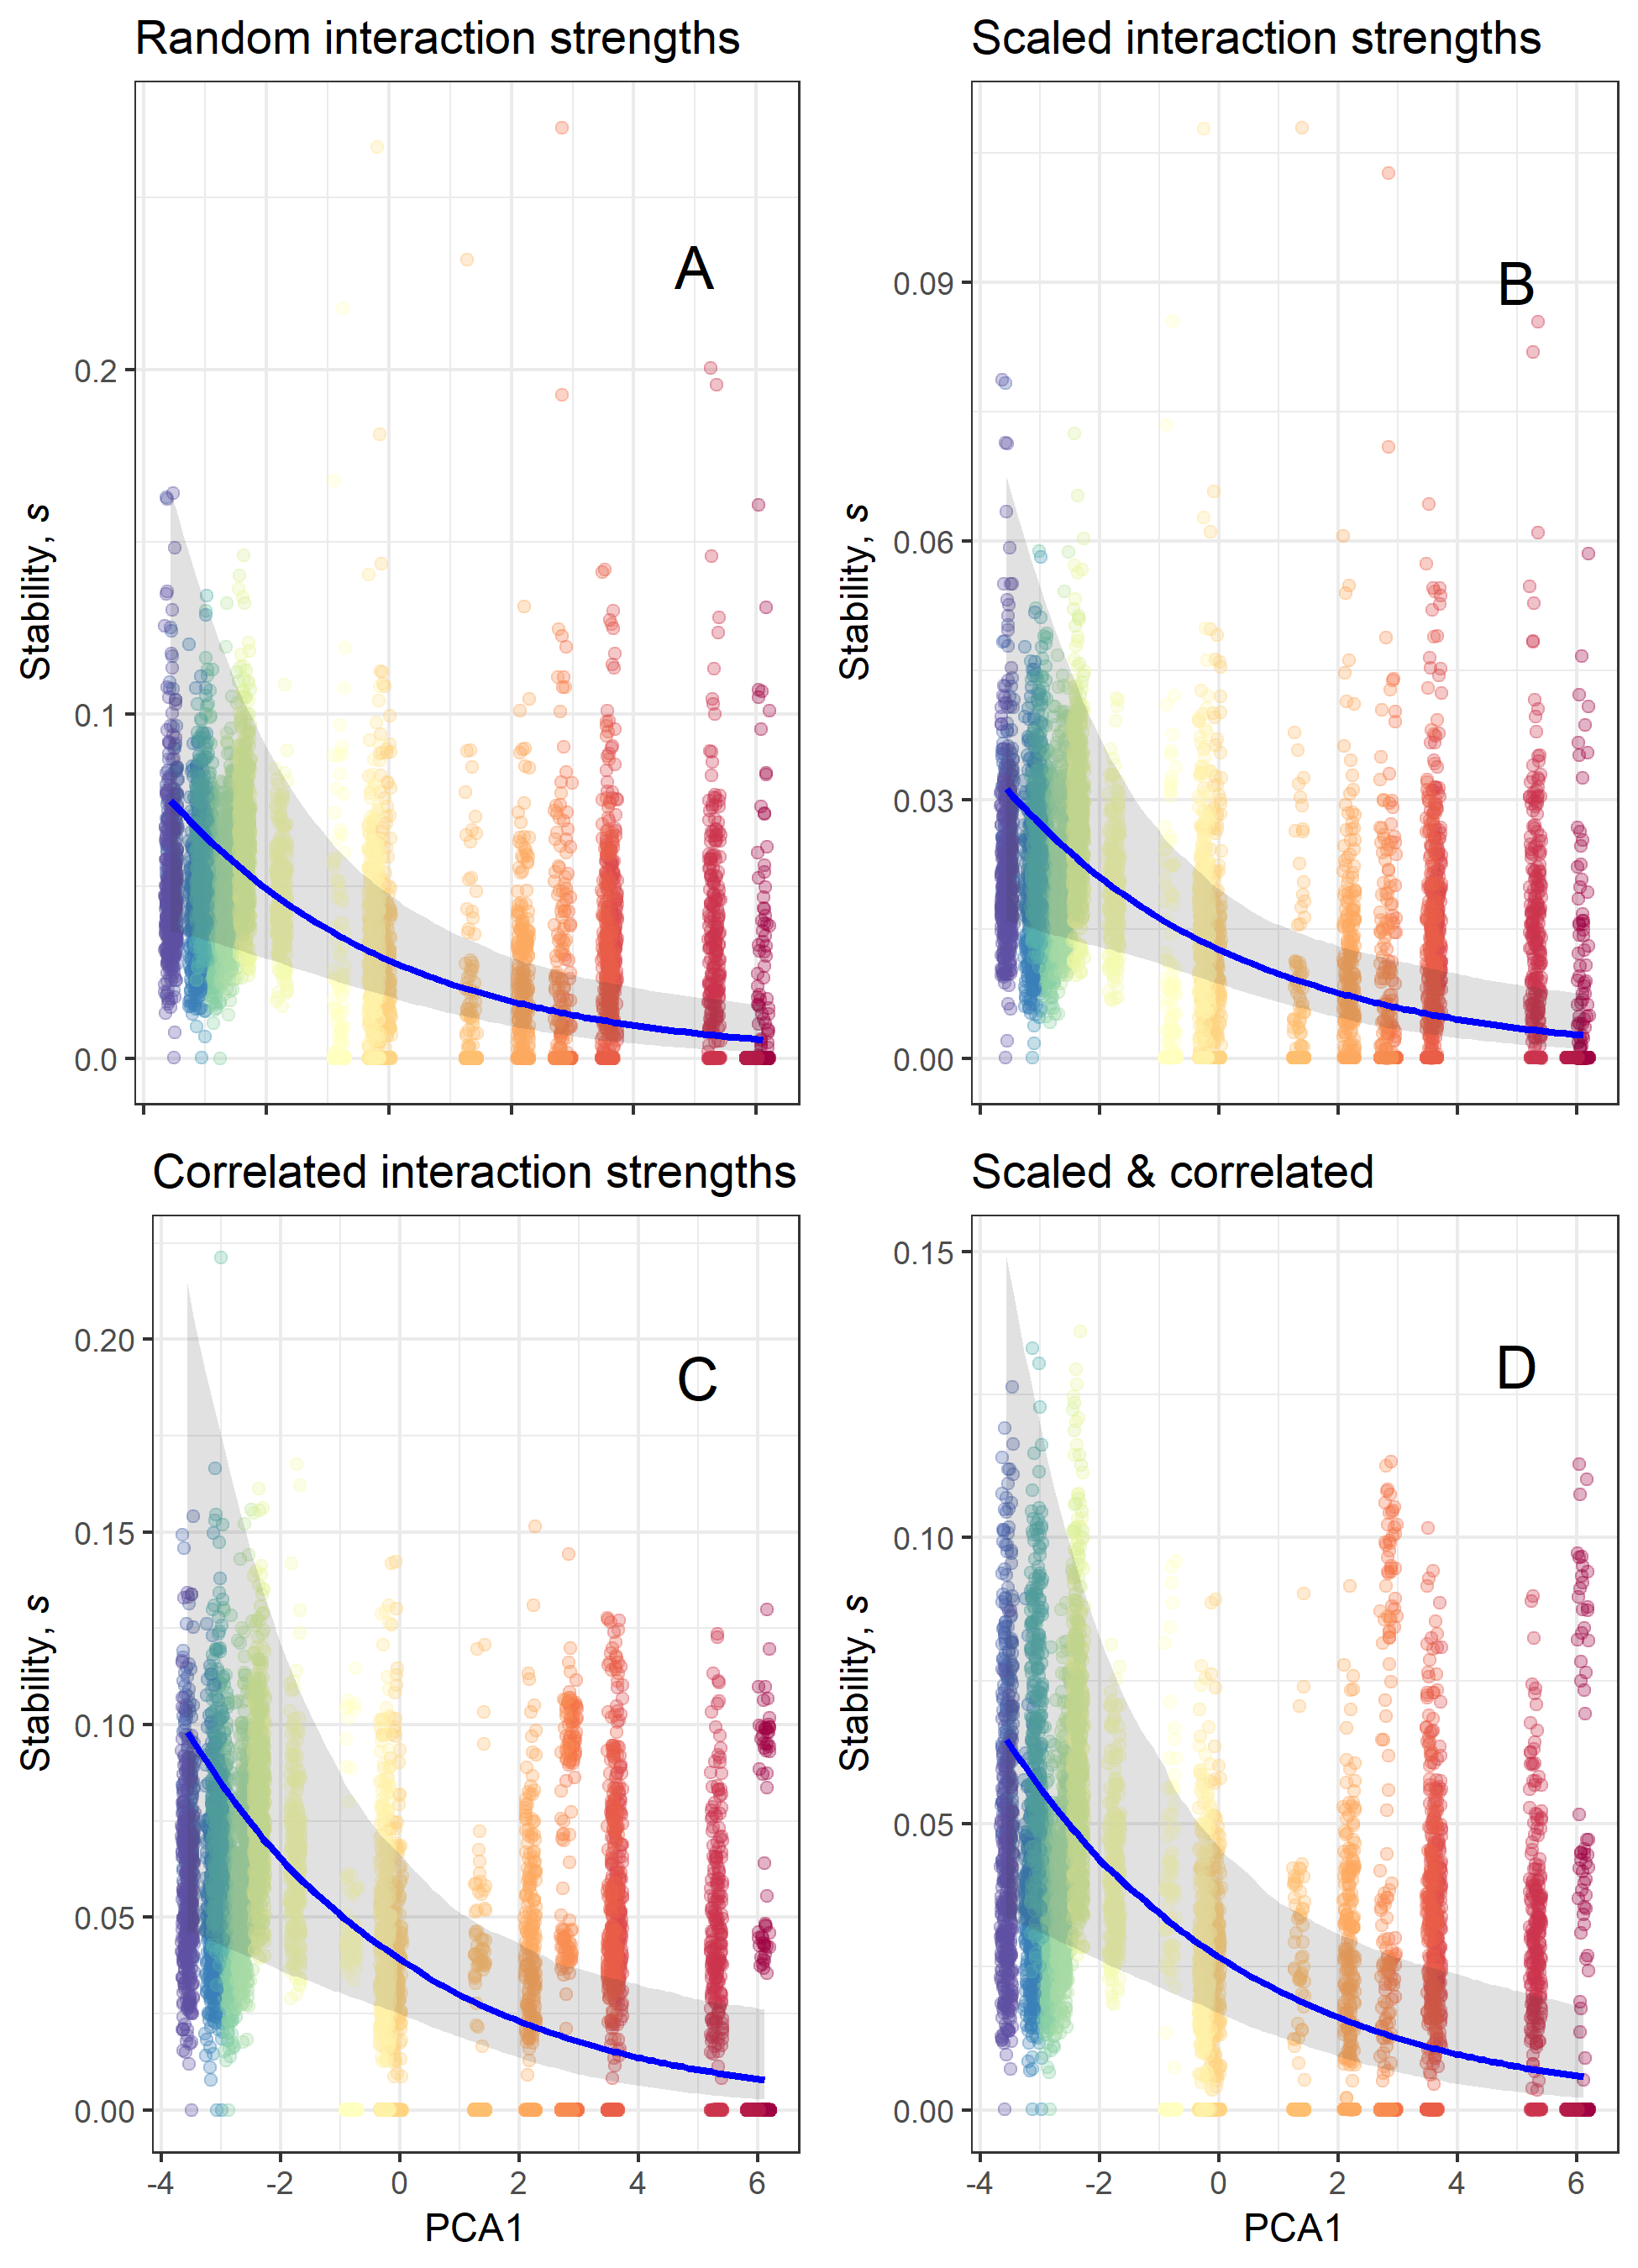 Random interaction strengths
Scaled interaction strengths
A
B
0.2
0.1
0.0
Stability, s
0.09
0.06
0.03
0.00
Stability, s
Correlated interaction strengths
Scaled & correlated
C
D
0.20
0.15
0.10
0.05
0.00
Stability, s
0.15
0.10
0.05
0.00
Stability, s
-4 -2 0 2 4 6
PCA1
-4 -2 0 2 4 6
PCA1